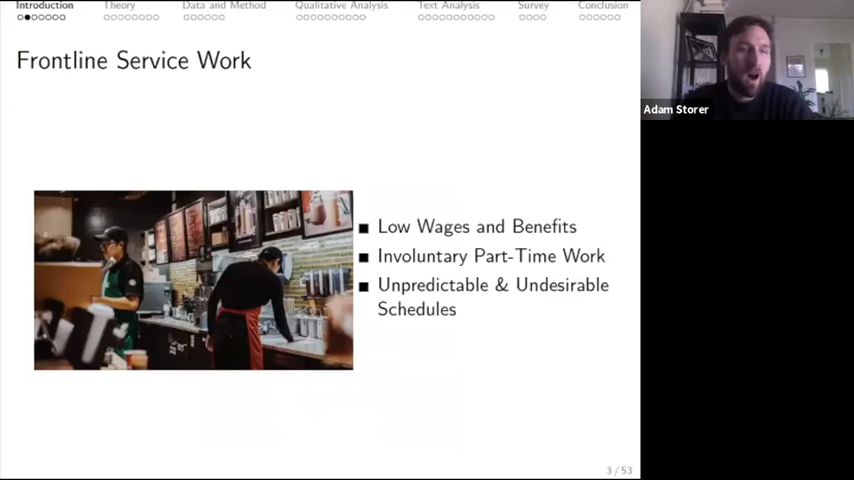 Introduction
Theory
Data and Method
Qualitative Analysis
Text Analysis
Survey
Conclusion
Frontline Service Work
Low Wages and Benefits
Involuntary Part-Time Work
Unpredictable & Undesirable
Schedules
3 / 53
Adam Storer